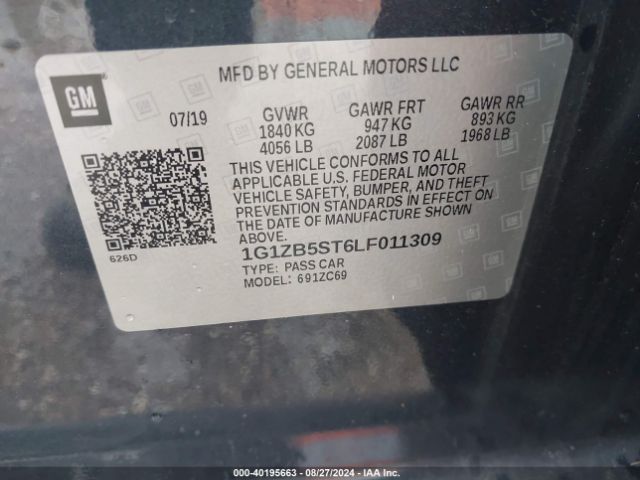 GM
MFD BY GENERAL MOTORS LLC
07/19 GVWR GAWR FRT GAWR RR
1840 KG 947 KG 893 KG
4056 LB 2087 LB 1968 LB
THIS VEHICLE CONFORMS TO ALL
APPLICABLE U.S. FEDERAL MOTOR
VEHICLE SAFETY, BUMPER, AND THEFT
PREVENTION STANDARDS IN EFFECT ON
THE DATE OF MANUFACTURE SHOWN
ABOVE.
626D
1G1ZB5ST6LF011309
TYPE: PASS CAR
MODEL: 691ZC69
000-40195663 - 08/27/2024 - IAA Inc.